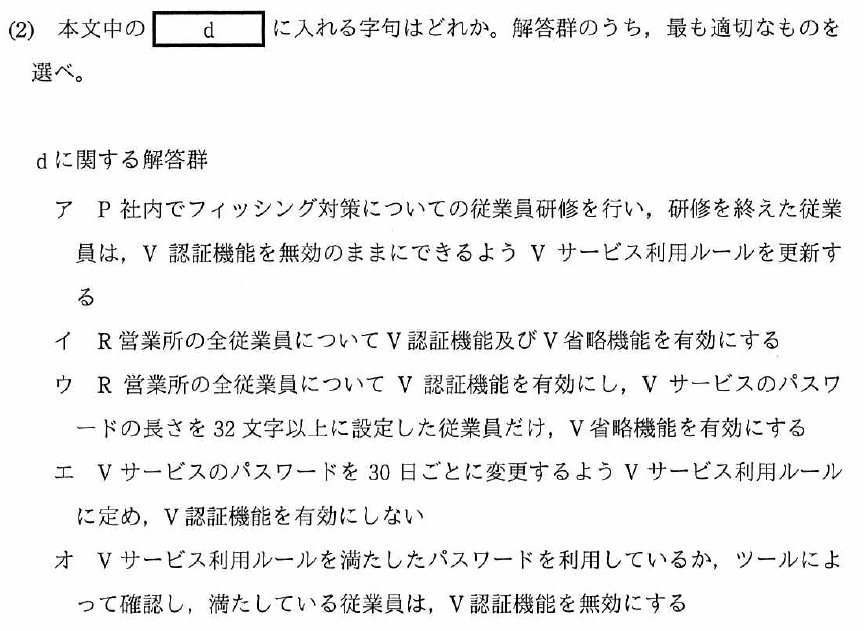 (2) 本文中の d に入れる字句はどれか。解答群のうち，最も適切なものを
選べ。
dに関する解答群
ア P社内でフィッシング対策についての従業員研修を行い，研修を終えた従業
員は，V 認証機能を無効のままにできるよう V サービス利用ルールを更新す
る
イ R営業所の全従業員についてV認証機能及びV省略機能を有効にする
ウ R 営業所の全従業員について V 認証機能を有効にし，V サービスのパスワ
ードの長さを32文字以上に設定した従業員だけ，V省略機能を有効にする
エ Vサービスのパスワードを 30 日ごとに変更するよう Vサービス利用ルール
に定め，V認証機能を有効にしない
オ Vサービス利用ルールを満たしたパスワードを利用しているか，ツールによ
って確認し，満たしている従業員は，V認証機能を無効にする